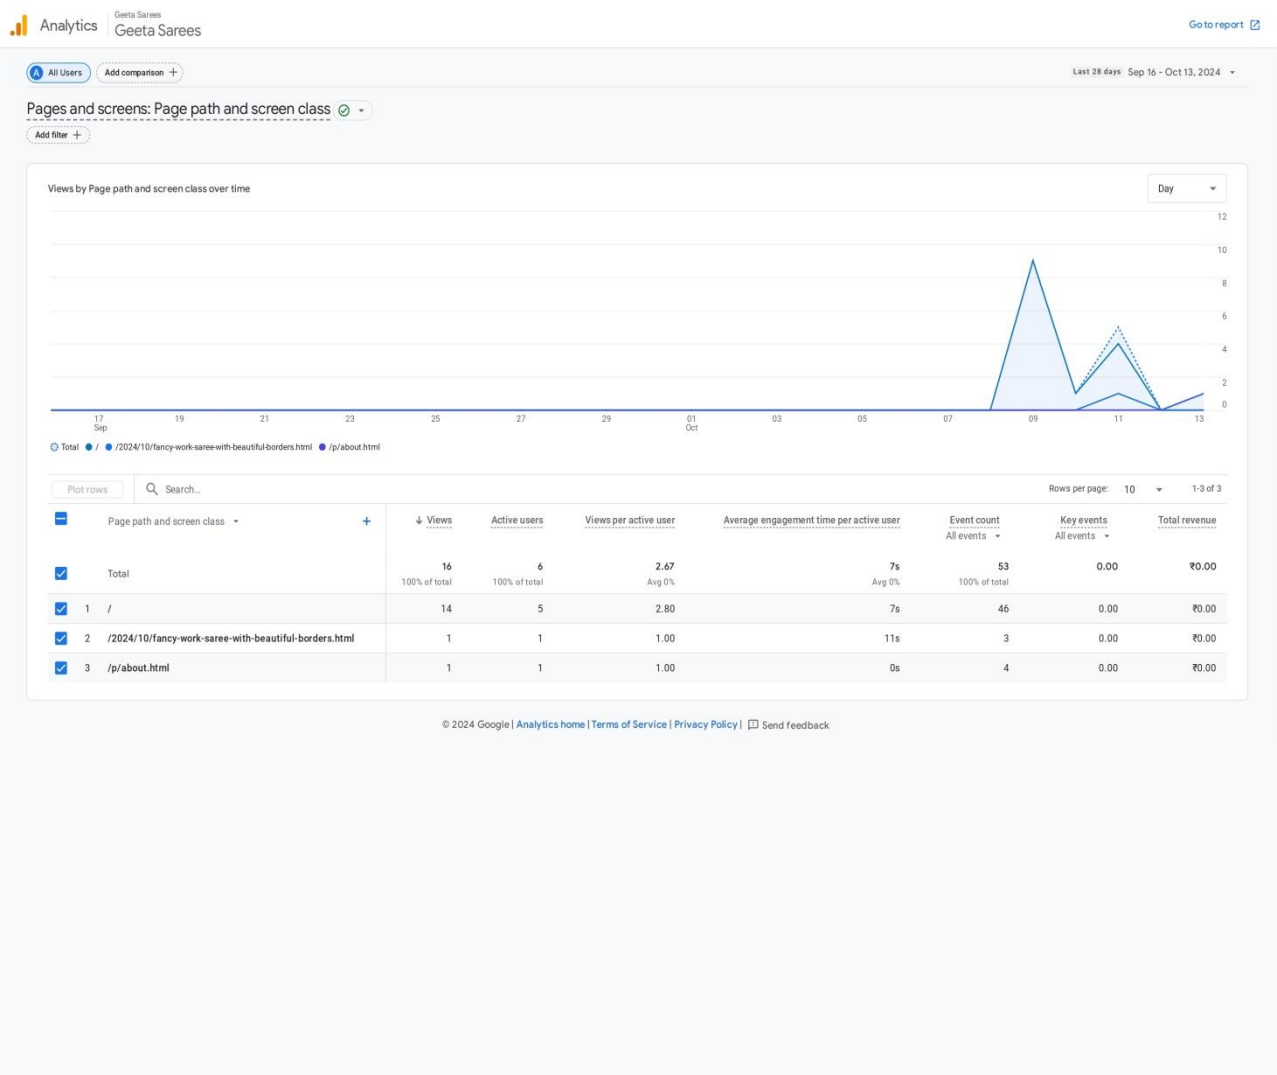 Analytics
Geeta Sarees
Geeta Sarees
Go to report
A All Users
Add comparison +
Last 28 days Sep 16 - Oct 13, 2024
Pages and screens: Page path and screen class
Add filter +
Views by Page path and screen class over time
Day
12
10
8
6
4
2
0
17 19 21 23 25 27 29 01 03 05 07 09 11 13
Sep Oct
Total / /2024/10/fancy-work-saree-with-beautiful-borders.html /p/about.html
Plot rows Search... Rows per page: 10 1-3 of 3
Page path and screen class + ↓ Views Active users Views per active user Average engagement time per active user Event count Key events Total revenue
All events All events
Total 16 6 2.67 7s 53 0.00 ₹0.00
100% of total 100% of total Avg 0% Avg 0% 100% of total
1 / 14 5 2.80 7s 46 0.00 ₹0.00
2 /2024/10/fancy-work-saree-with-beautiful-borders.html 1 1 1.00 11s 3 0.00 ₹0.00
3 /p/about.html 1 1 1.00 0s 4 0.00 ₹0.00
© 2024 Google | Analytics home | Terms of Service | Privacy Policy | Send feedback